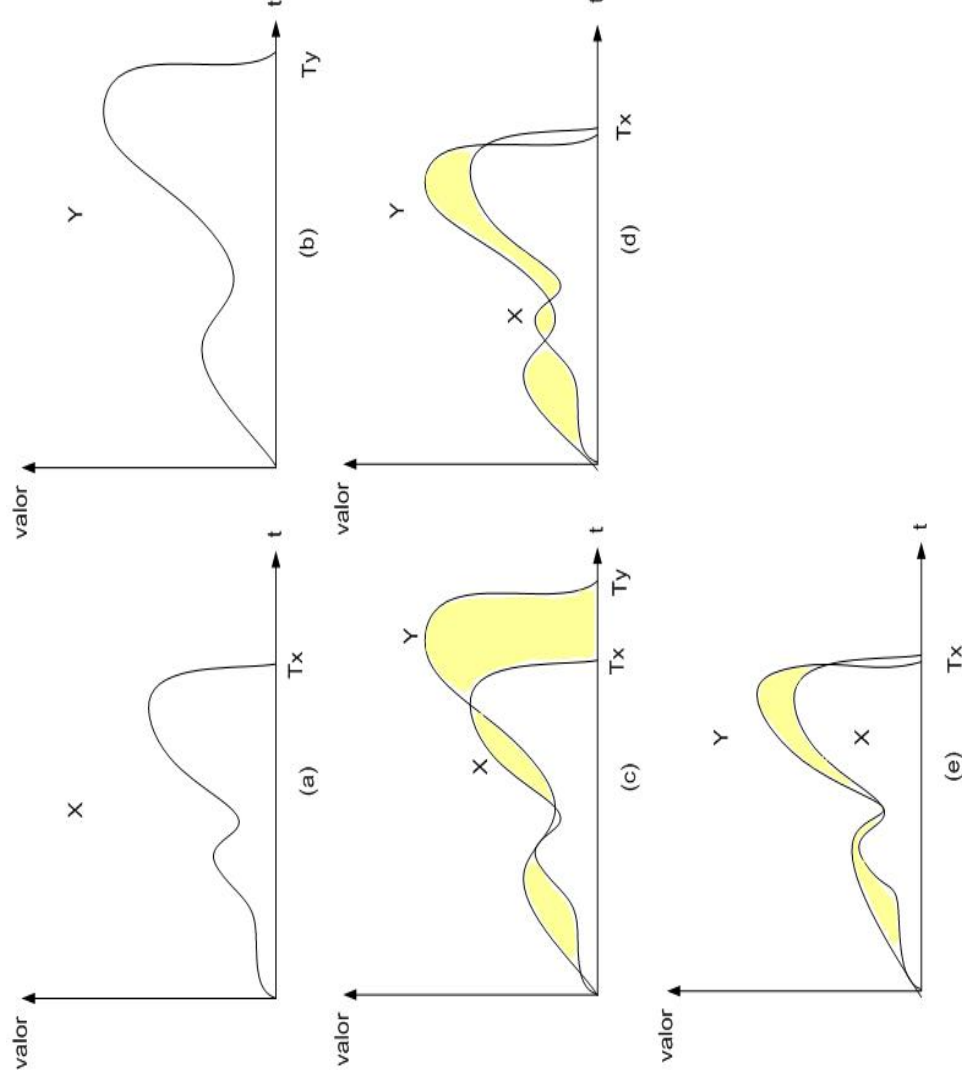 valor
X
t
Tx
(a)
valor
Y
t
Ty
(b)
valor
X
Y
t
Tx
Ty
(c)
valor
X
Y
t
Tx
(d)
valor
Y
X
t
Tx
(e)